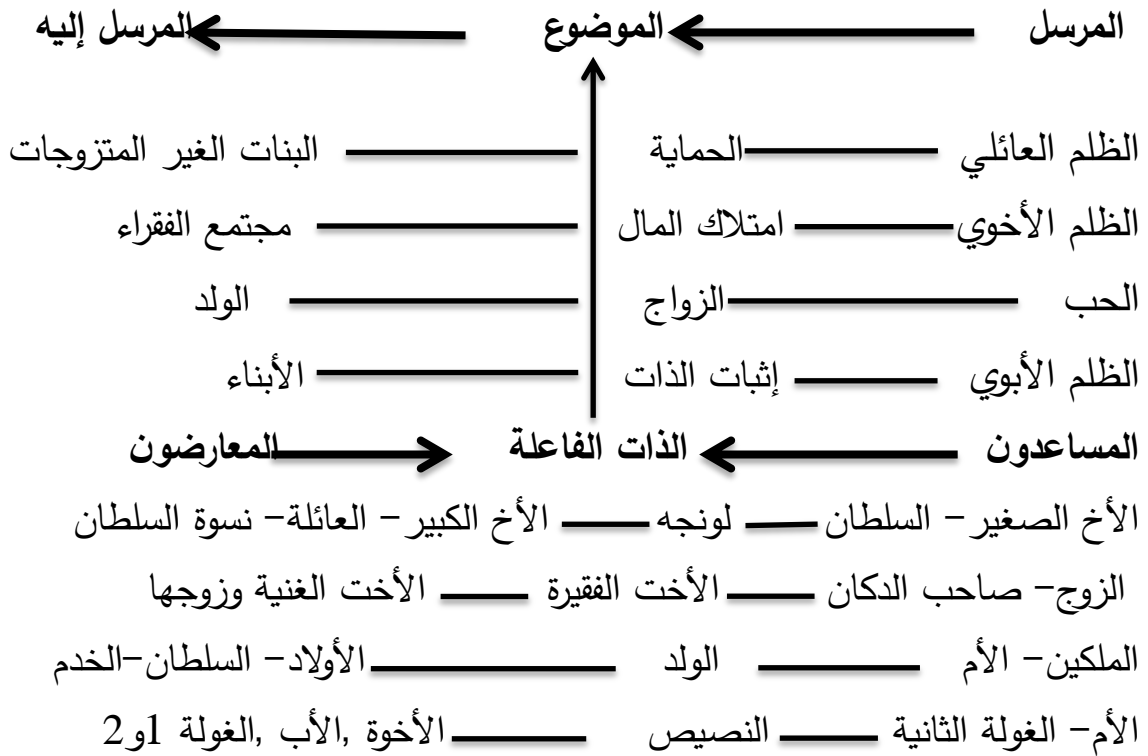 المرسل الموضوع المرسل إليه
الظلم العائلي الحماية البنات الغير المتزوجات
الظلم الأخوي امتلاك المال مجتمع الفقراء
الحب الزواج الولد
الظلم الأبوي إثبات الذات الأبناء
المساعدون الذات الفاعلة المعارضون
الأخ الصغير- السلطان لونجه الأخ الكبير- العائلة- نسوة السلطان
الزوج- صاحب الدكان الأخت الفقيرة الأخت الغنية وزوجها
الملكين- الأم الولد الأولاد- السلطان-الخدم
الأم- الغولة الثانية النصيص الأخوة ,الأب ,الغولة 1و2